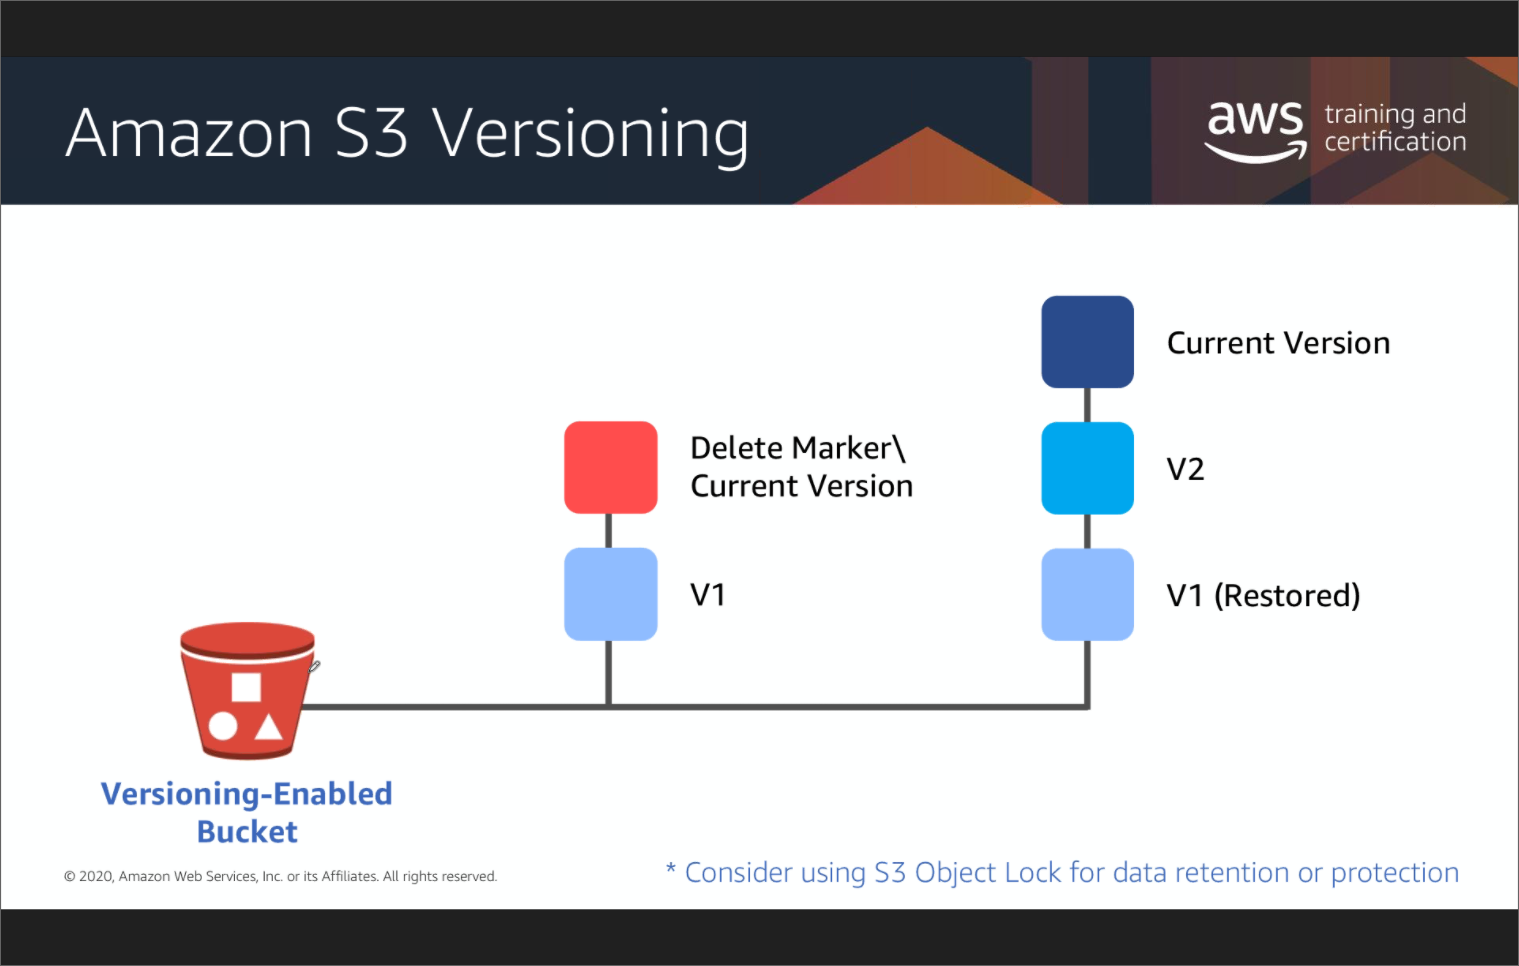 Amazon S3 Versioning
aws
training and
certification
Current Version
Delete Marker\
Current Version
V2
V1
V1 (Restored)
Versioning-Enabled
Bucket
© 2020, Amazon Web Services, Inc. or its Affiliates. All rights reserved.
* Consider using S3 Object Lock for data retention or protection